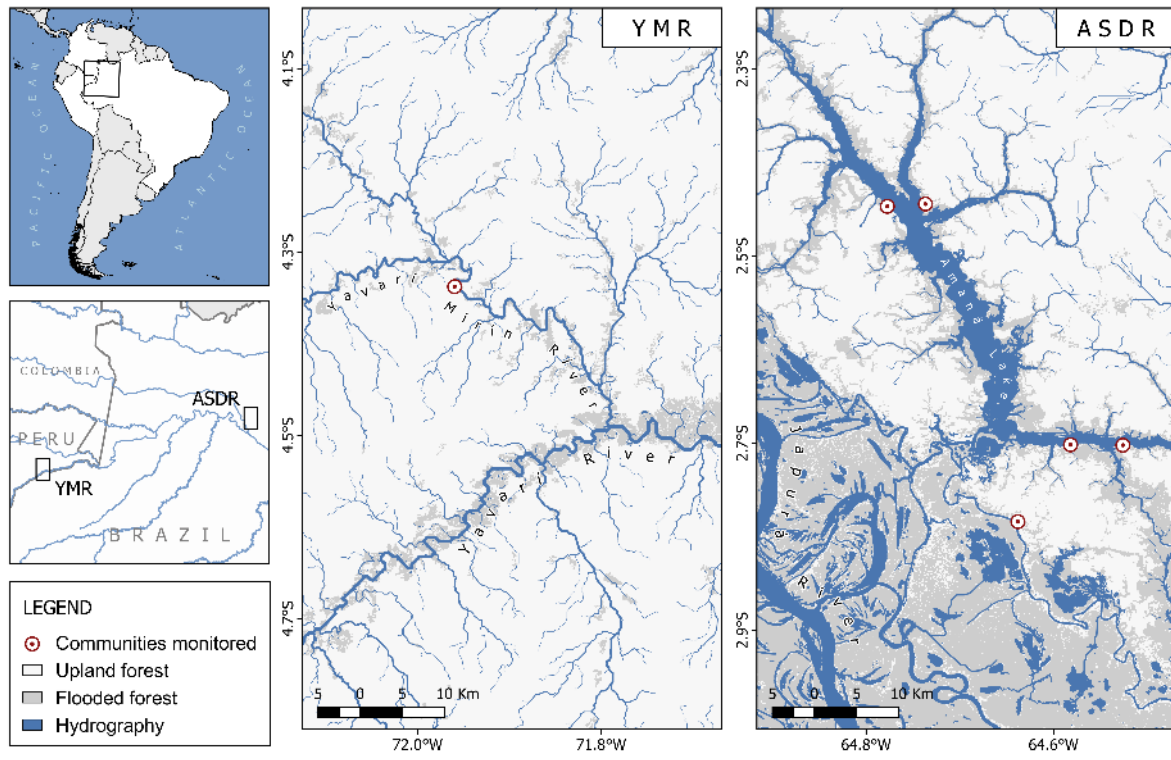 PACIFIC OCEAN
ATLANTIC OCEAN
COLOMBIA
PERU
BRAZIL
ASDR
YMR
LEGEND
Communities monitored
Upland forest
Flooded forest
Hydrography
YMR
4.1°S
4.3°S
4.5°S
4.7°S
Yavarí Mirín River
Yavarí River
5 0 5 10 Km
72.0°W 71.8°W
ASDR
2.3°S
2.5°S
2.7°S
2.9°S
Amanã Lake
Japurá River
5 0 5 10 Km
64.8°W 64.6°W